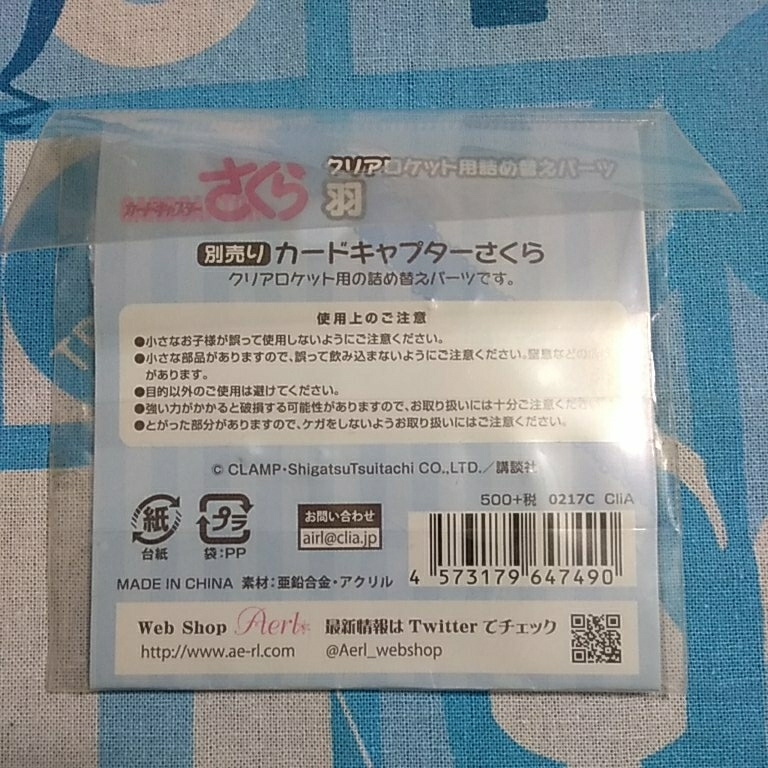 カードキャプター さくら クリアロケット用詰め替えパーツ
羽
別売り カードキャプターさくら
クリアロケット用の詰め替えパーツです。
使用上のご注意
●小さなお子様が誤って使用しないようにご注意ください。
●小さな部品がありますので、誤って飲み込まないようにご注意ください。窒息などの
があります。
●目的以外のご使用は避けてください。
●強い力がかかると破損する可能性がありますので、お取り扱いには十分ご注意ください。
●とがった部分がありますので、ケガをしないようお取り扱いにはご注意ください。
© CLAMP・ShigatsuTsuitachi CO.,LTD.／講談社
500+税 0217C CliA
紙
台紙
プラ
袋:PP
お問い合わせ
airl@clia.jp
4 573179 647490
MADE IN CHINA 素材：亜鉛合金・アクリル
Web Shop Aerl 最新情報は Twitter でチェック
http://www.ae-rl.com @Aerl_webshop